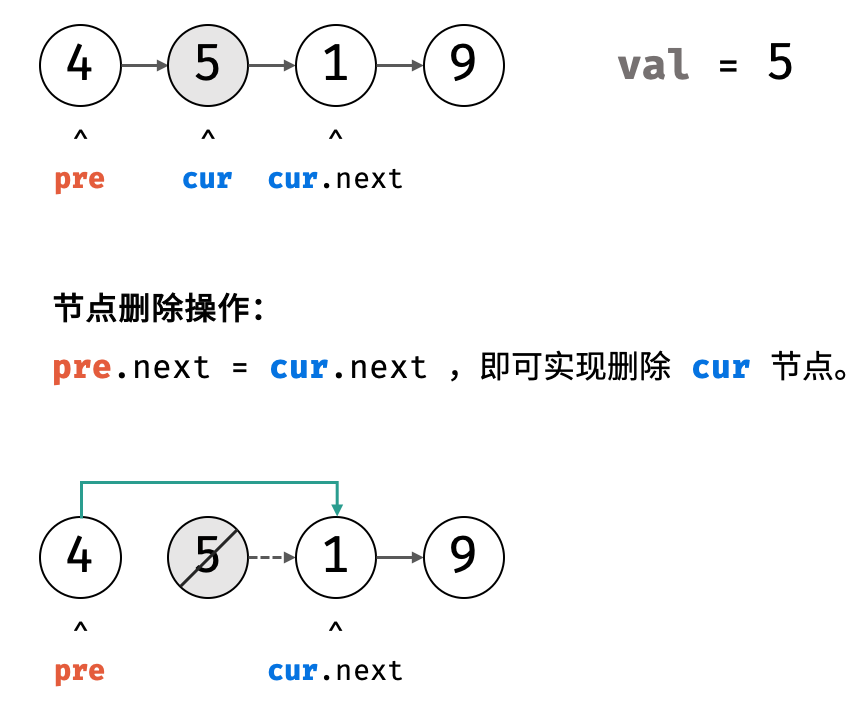 4 5 1 9 val = 5
^ ^ ^
pre cur cur.next
节点删除操作：
pre.next = cur.next ，即可实现删除 cur 节点。
4 5 1 9
^ ^
pre cur.next